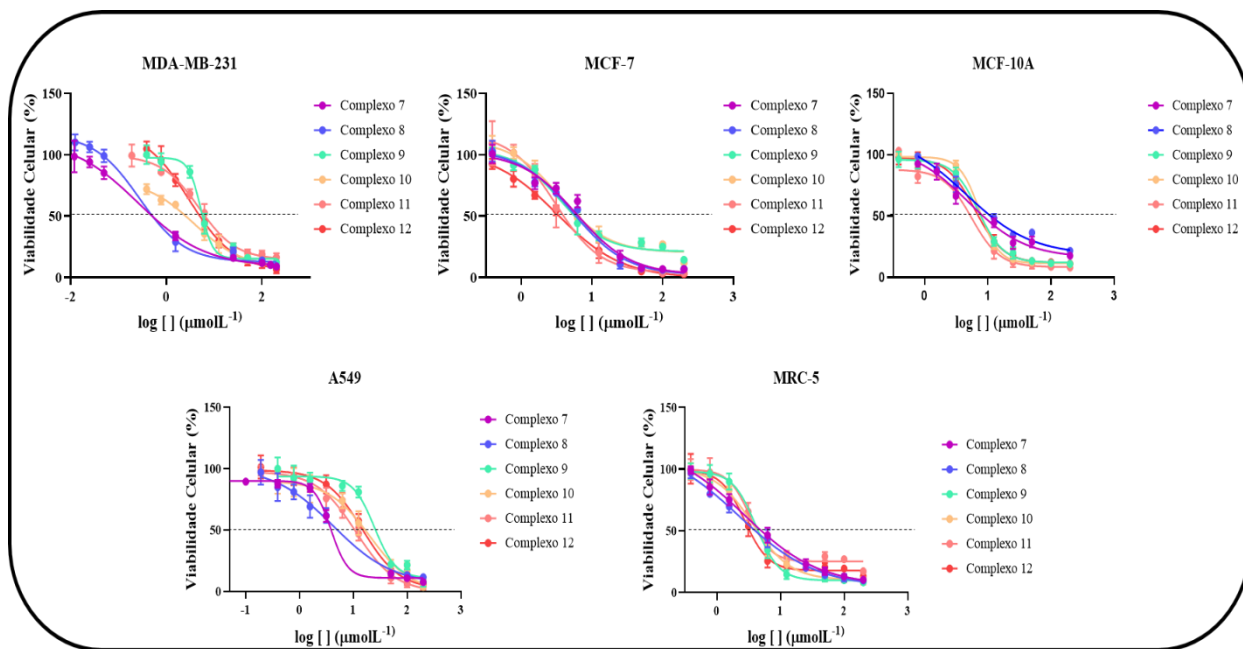 MDA-MB-231
Viabilidade Celular (%)
150
100
50
0
-2
0
2
log [ ] (µmolL⁻¹)
Complexo 7
Complexo 8
Complexo 9
Complexo 10
Complexo 11
Complexo 12
MCF-7
Viabilidade Celular (%)
150
100
50
0
0
1
2
3
log [ ] (µmolL⁻¹)
Complexo 7
Complexo 8
Complexo 9
Complexo 10
Complexo 11
Complexo 12
MCF-10A
Viabilidade Celular (%)
150
100
50
0
0
1
2
3
log [ ] (µmolL⁻¹)
Complexo 7
Complexo 8
Complexo 9
Complexo 10
Complexo 11
Complexo 12
A549
Viabilidade Celular (%)
150
100
50
0
-1
0
1
2
3
log [ ] (µmolL⁻¹)
Complexo 7
Complexo 8
Complexo 9
Complexo 10
Complexo 11
Complexo 12
MRC-5
Viabilidade Celular (%)
150
100
50
0
0
1
2
3
log [ ] (µmolL⁻¹)
Complexo 7
Complexo 8
Complexo 9
Complexo 10
Complexo 11
Complexo 12